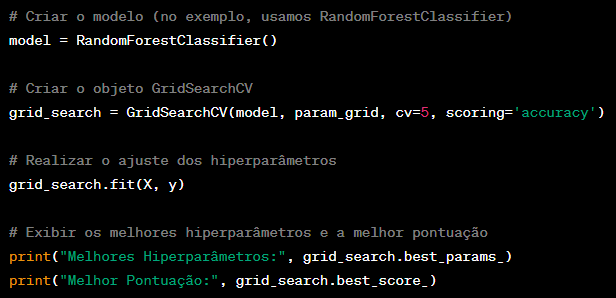 # Criar o modelo (no exemplo, usamos RandomForestClassifier)
model = RandomForestClassifier()
# Criar o objeto GridSearchCV
grid_search = GridSearchCV(model, param_grid, cv=5, scoring='accuracy')
# Realizar o ajuste dos hiperparâmetros
grid_search.fit(X, y)
# Exibir os melhores hiperparâmetros e a melhor pontuação
print("Melhores Hiperparâmetros:", grid_search.best_params_)
print("Melhor Pontuação:", grid_search.best_score_)